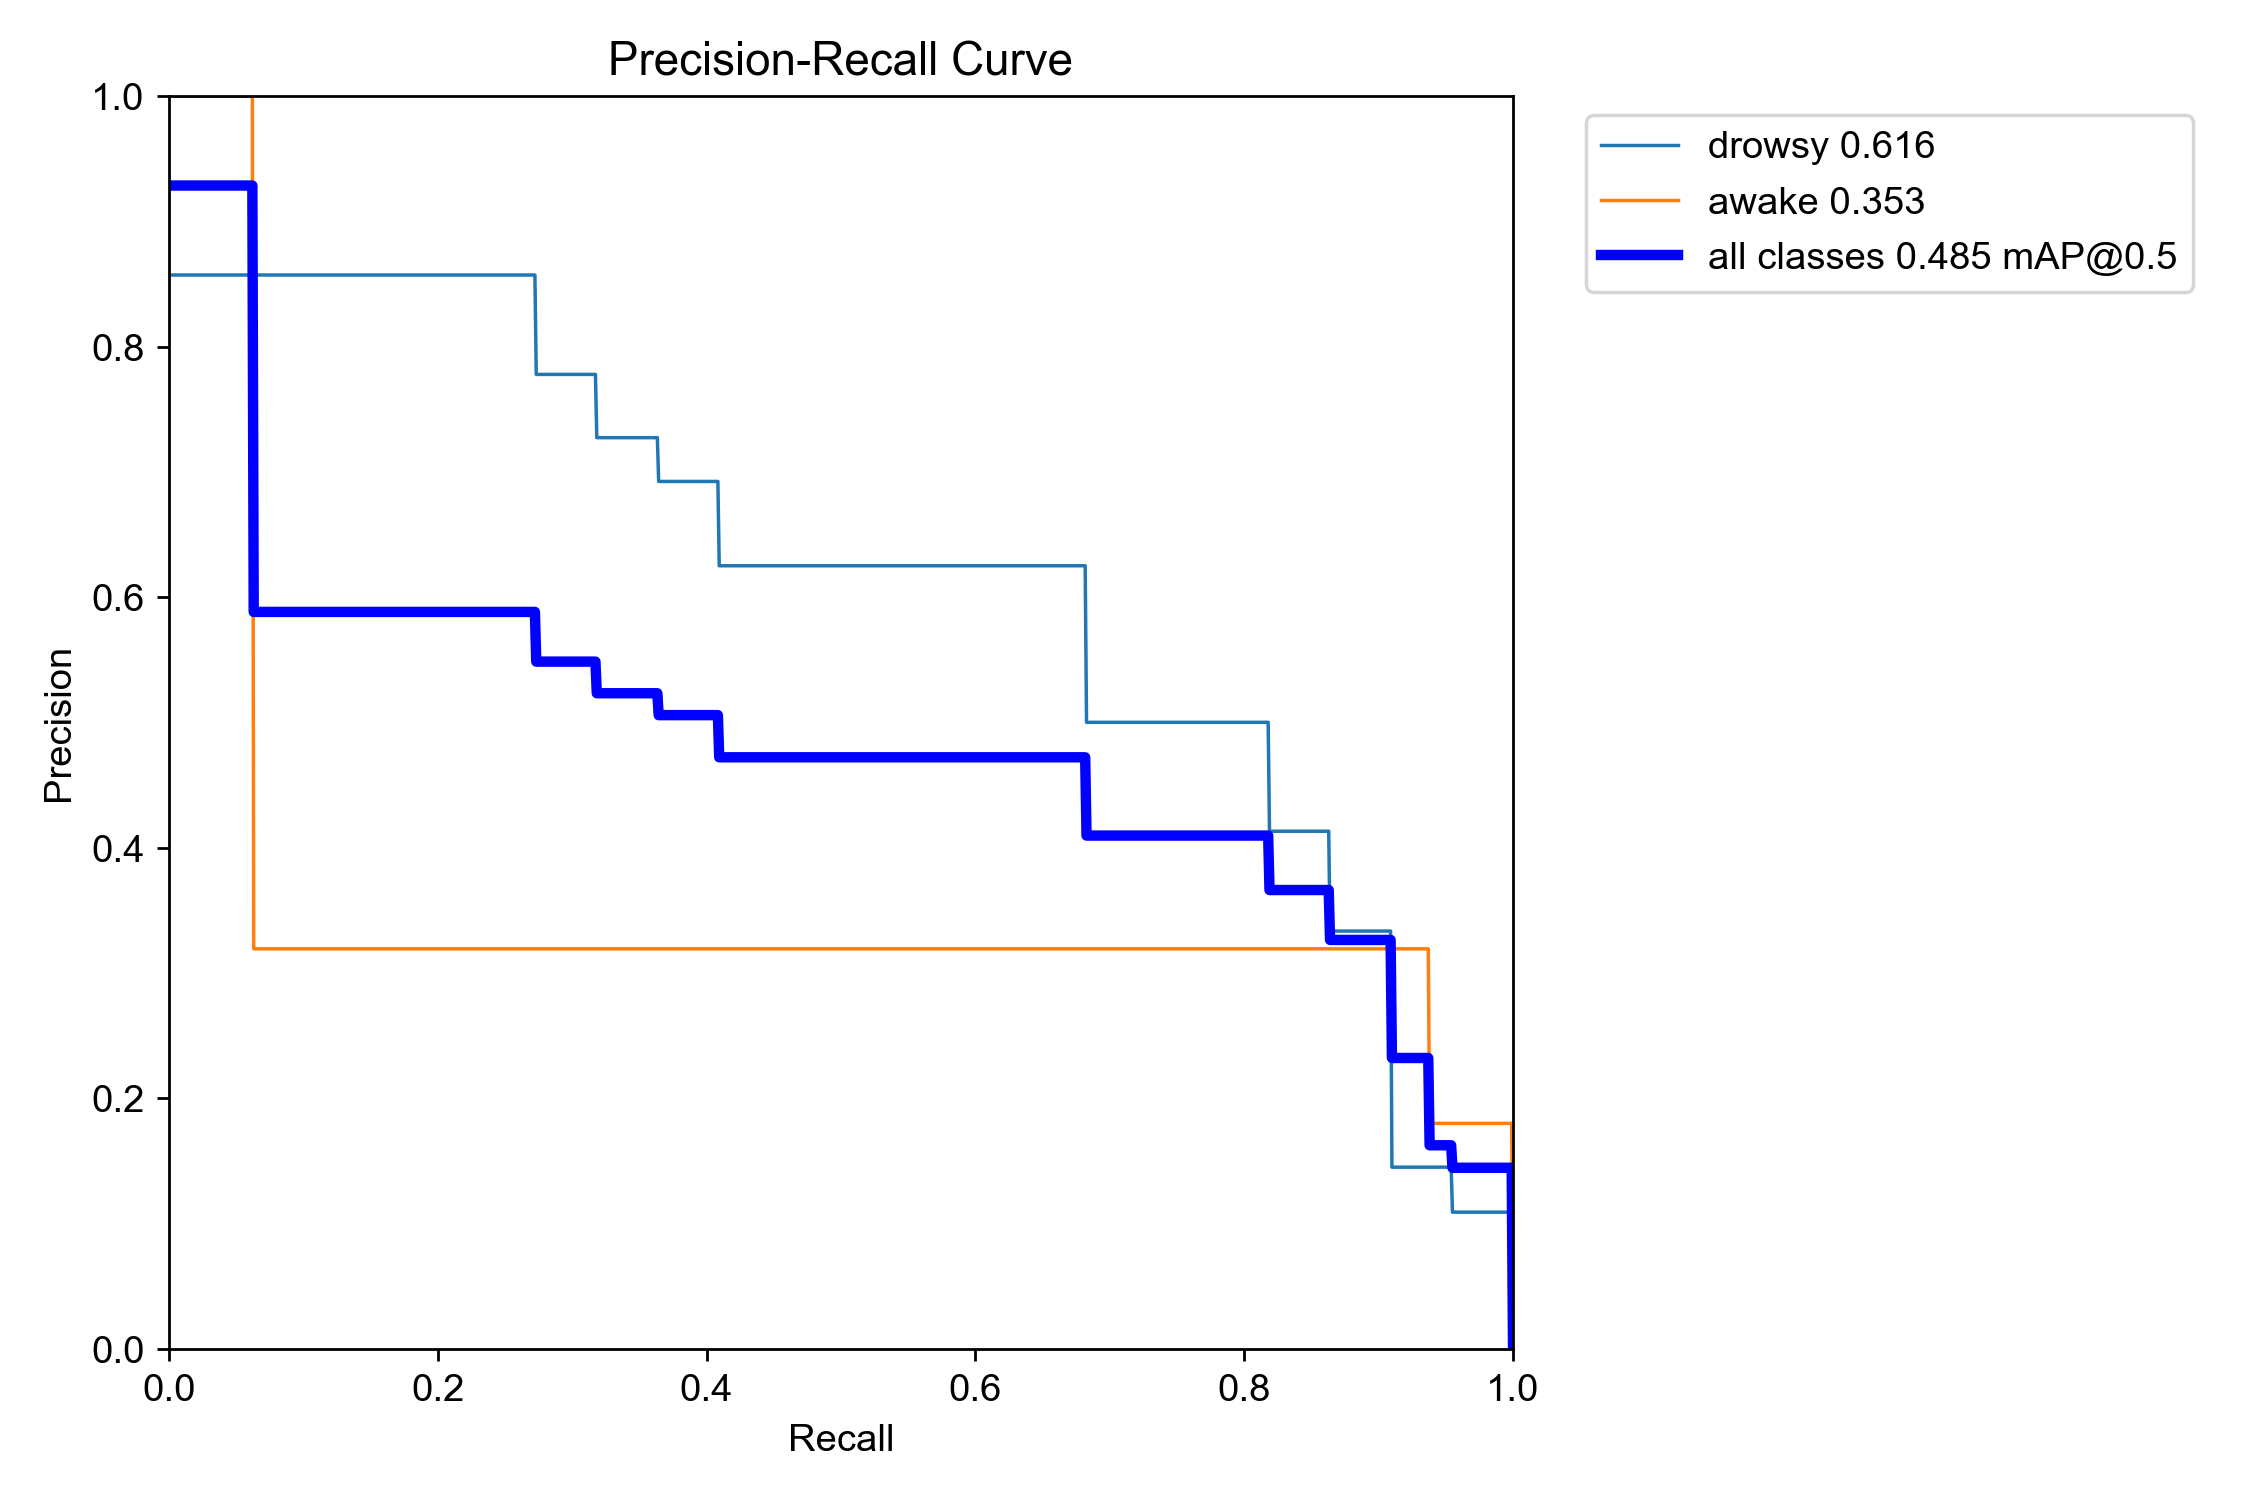 Precision-Recall Curve
1.0
0.8
0.6
0.4
0.2
0.0
Precision
0.0 0.2 0.4 0.6 0.8 1.0
Recall
drowsy 0.616
awake 0.353
all classes 0.485 mAP@0.5